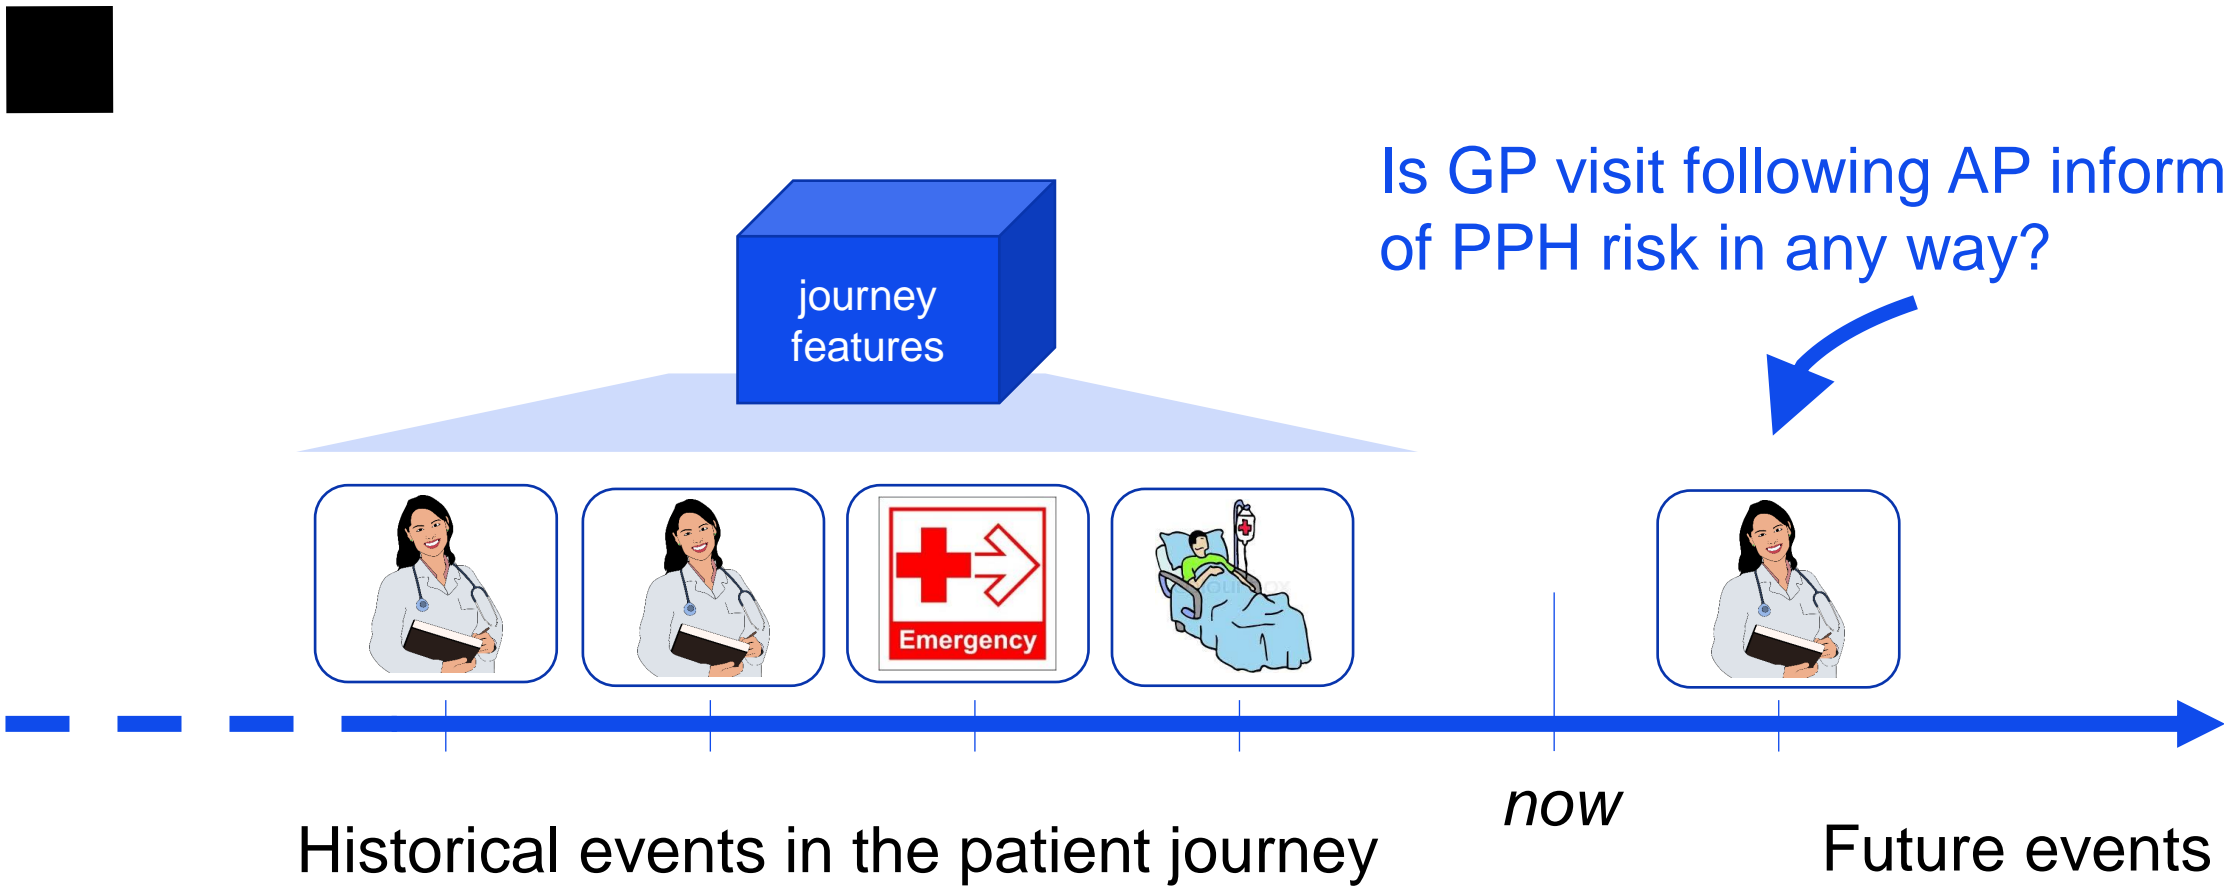 Is GP visit following AP inform
of PPH risk in any way?
journey
features
Emergency
now
Historical events in the patient journey
Future events